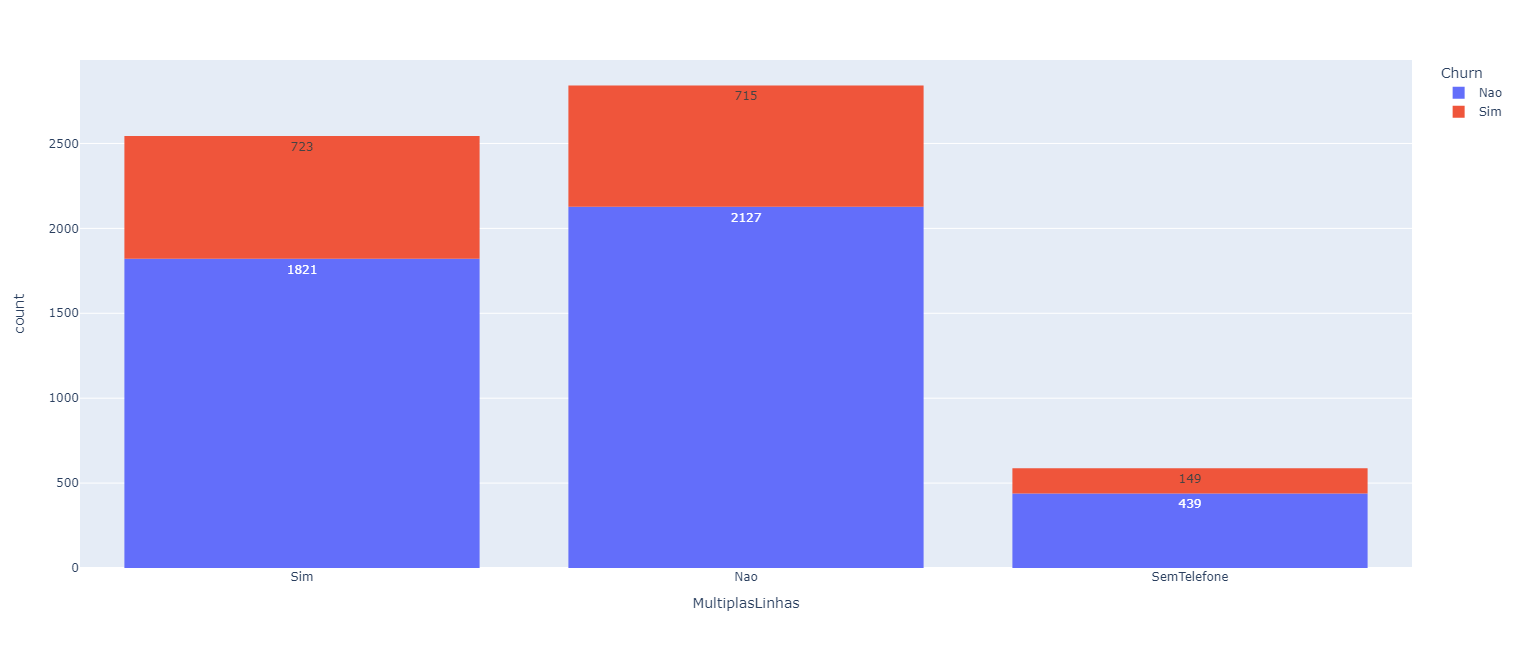 Churn
Nao
Sim
715
723
2127
1821
149
439
2500
2000
1500
1000
500
0
count
Sim
Nao
SemTelefone
MultiplasLinhas